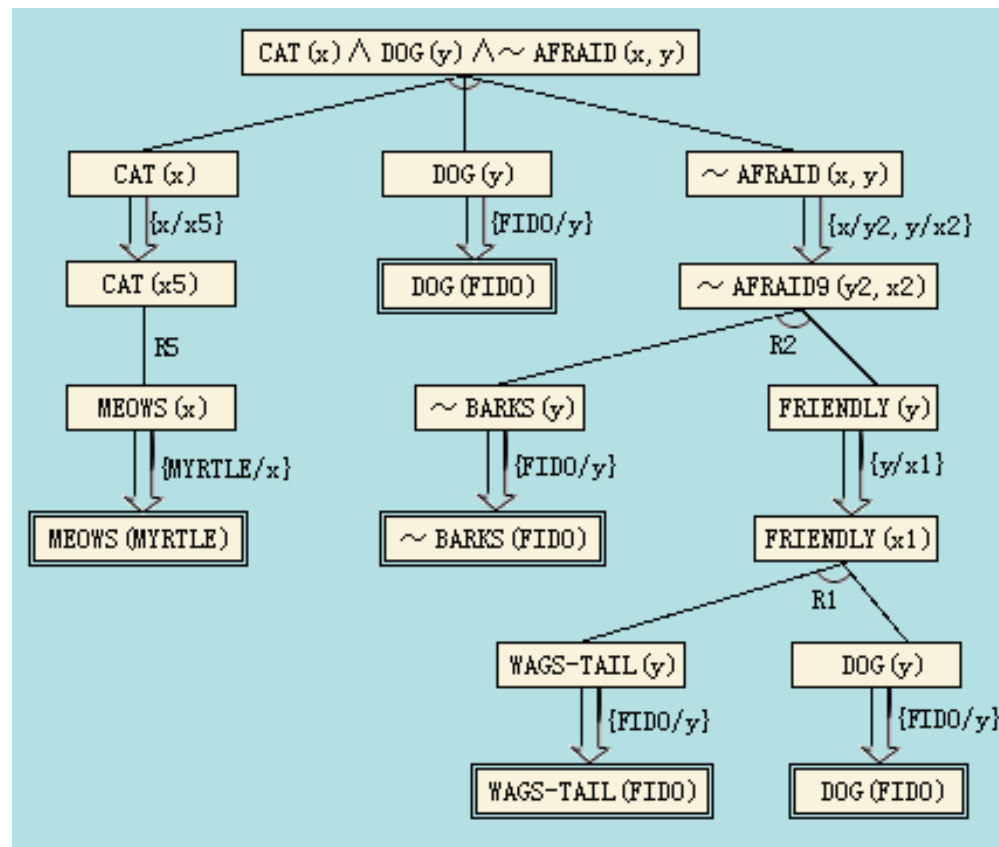 CAT(x)∧DOG(y)∧~AFRAID(x,y)
CAT(x)
DOG(y)
~AFRAID(x,y)
{x/x5}
{FIDO/y}
{x/y2,y/x2}
CAT(x5)
DOG(FIDO)
~AFRAID9(y2,x2)
R5
R2
MEOWS(x)
~BARKS(y)
FRIENDLY(y)
{MYRTLE/x}
{FIDO/y}
{y/x1}
MEOWS(MYRTLE)
~BARKS(FIDO)
FRIENDLY(x1)
R1
WAGS-TAIL(y)
DOG(y)
{FIDO/y}
{FIDO/y}
WAGS-TAIL(FIDO)
DOG(FIDO)